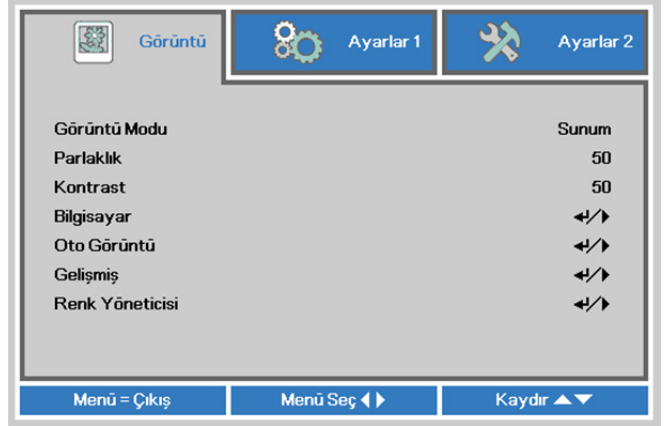 Görüntü Ayarlar 1 Ayarlar 2
Görüntü Modu Sunum
Parlaklık 50
Kontrast 50
Bilgisayar ↵/▶
Oto Görüntü ↵/▶
Gelişmiş ↵/▶
Renk Yöneticisi ↵/▶
Menü = Çıkış Menü Seç ◀▶ Kaydır ▲▼